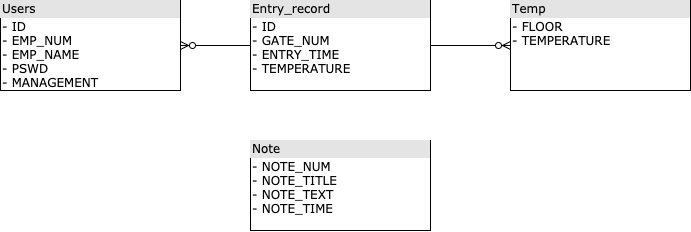 Users
- ID
- EMP_NUM
- EMP_NAME
- PSWD
- MANAGEMENT
Entry_record
- ID
- GATE_NUM
- ENTRY_TIME
- TEMPERATURE
Temp
- FLOOR
- TEMPERATURE
Note
- NOTE_NUM
- NOTE_TITLE
- NOTE_TEXT
- NOTE_TIME